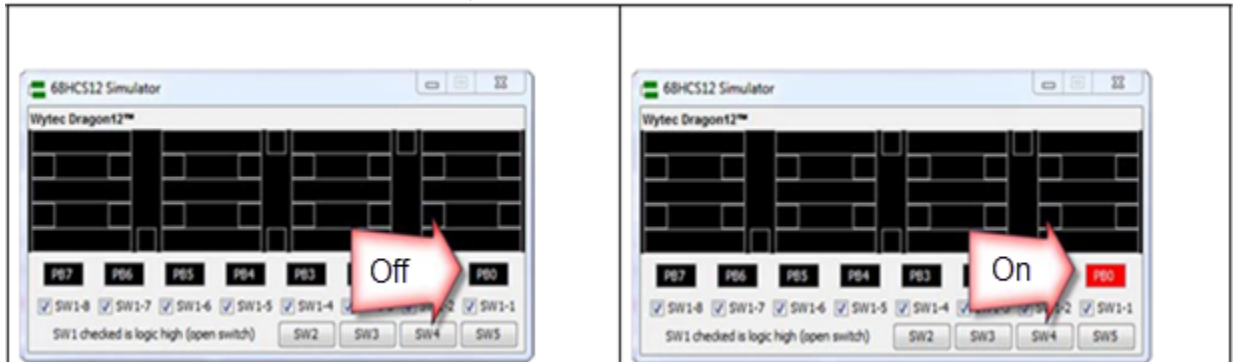 68HCS12 Simulator
Wytec Dragon12™
PB7 PB6 PB5 PB4 PB3 Off PB0
SW1-8 SW1-7 SW1-6 SW1-5 SW1-4 SW1-1
SW1 checked is logic high (open switch) SW2 SW3 SW4 SW5
68HCS12 Simulator
Wytec Dragon12™
PB7 PB6 PB5 PB4 PB3 On PB0
SW1-8 SW1-7 SW1-6 SW1-5 SW1-4 SW1-1
SW1 checked is logic high (open switch) SW2 SW3 SW4 SW5